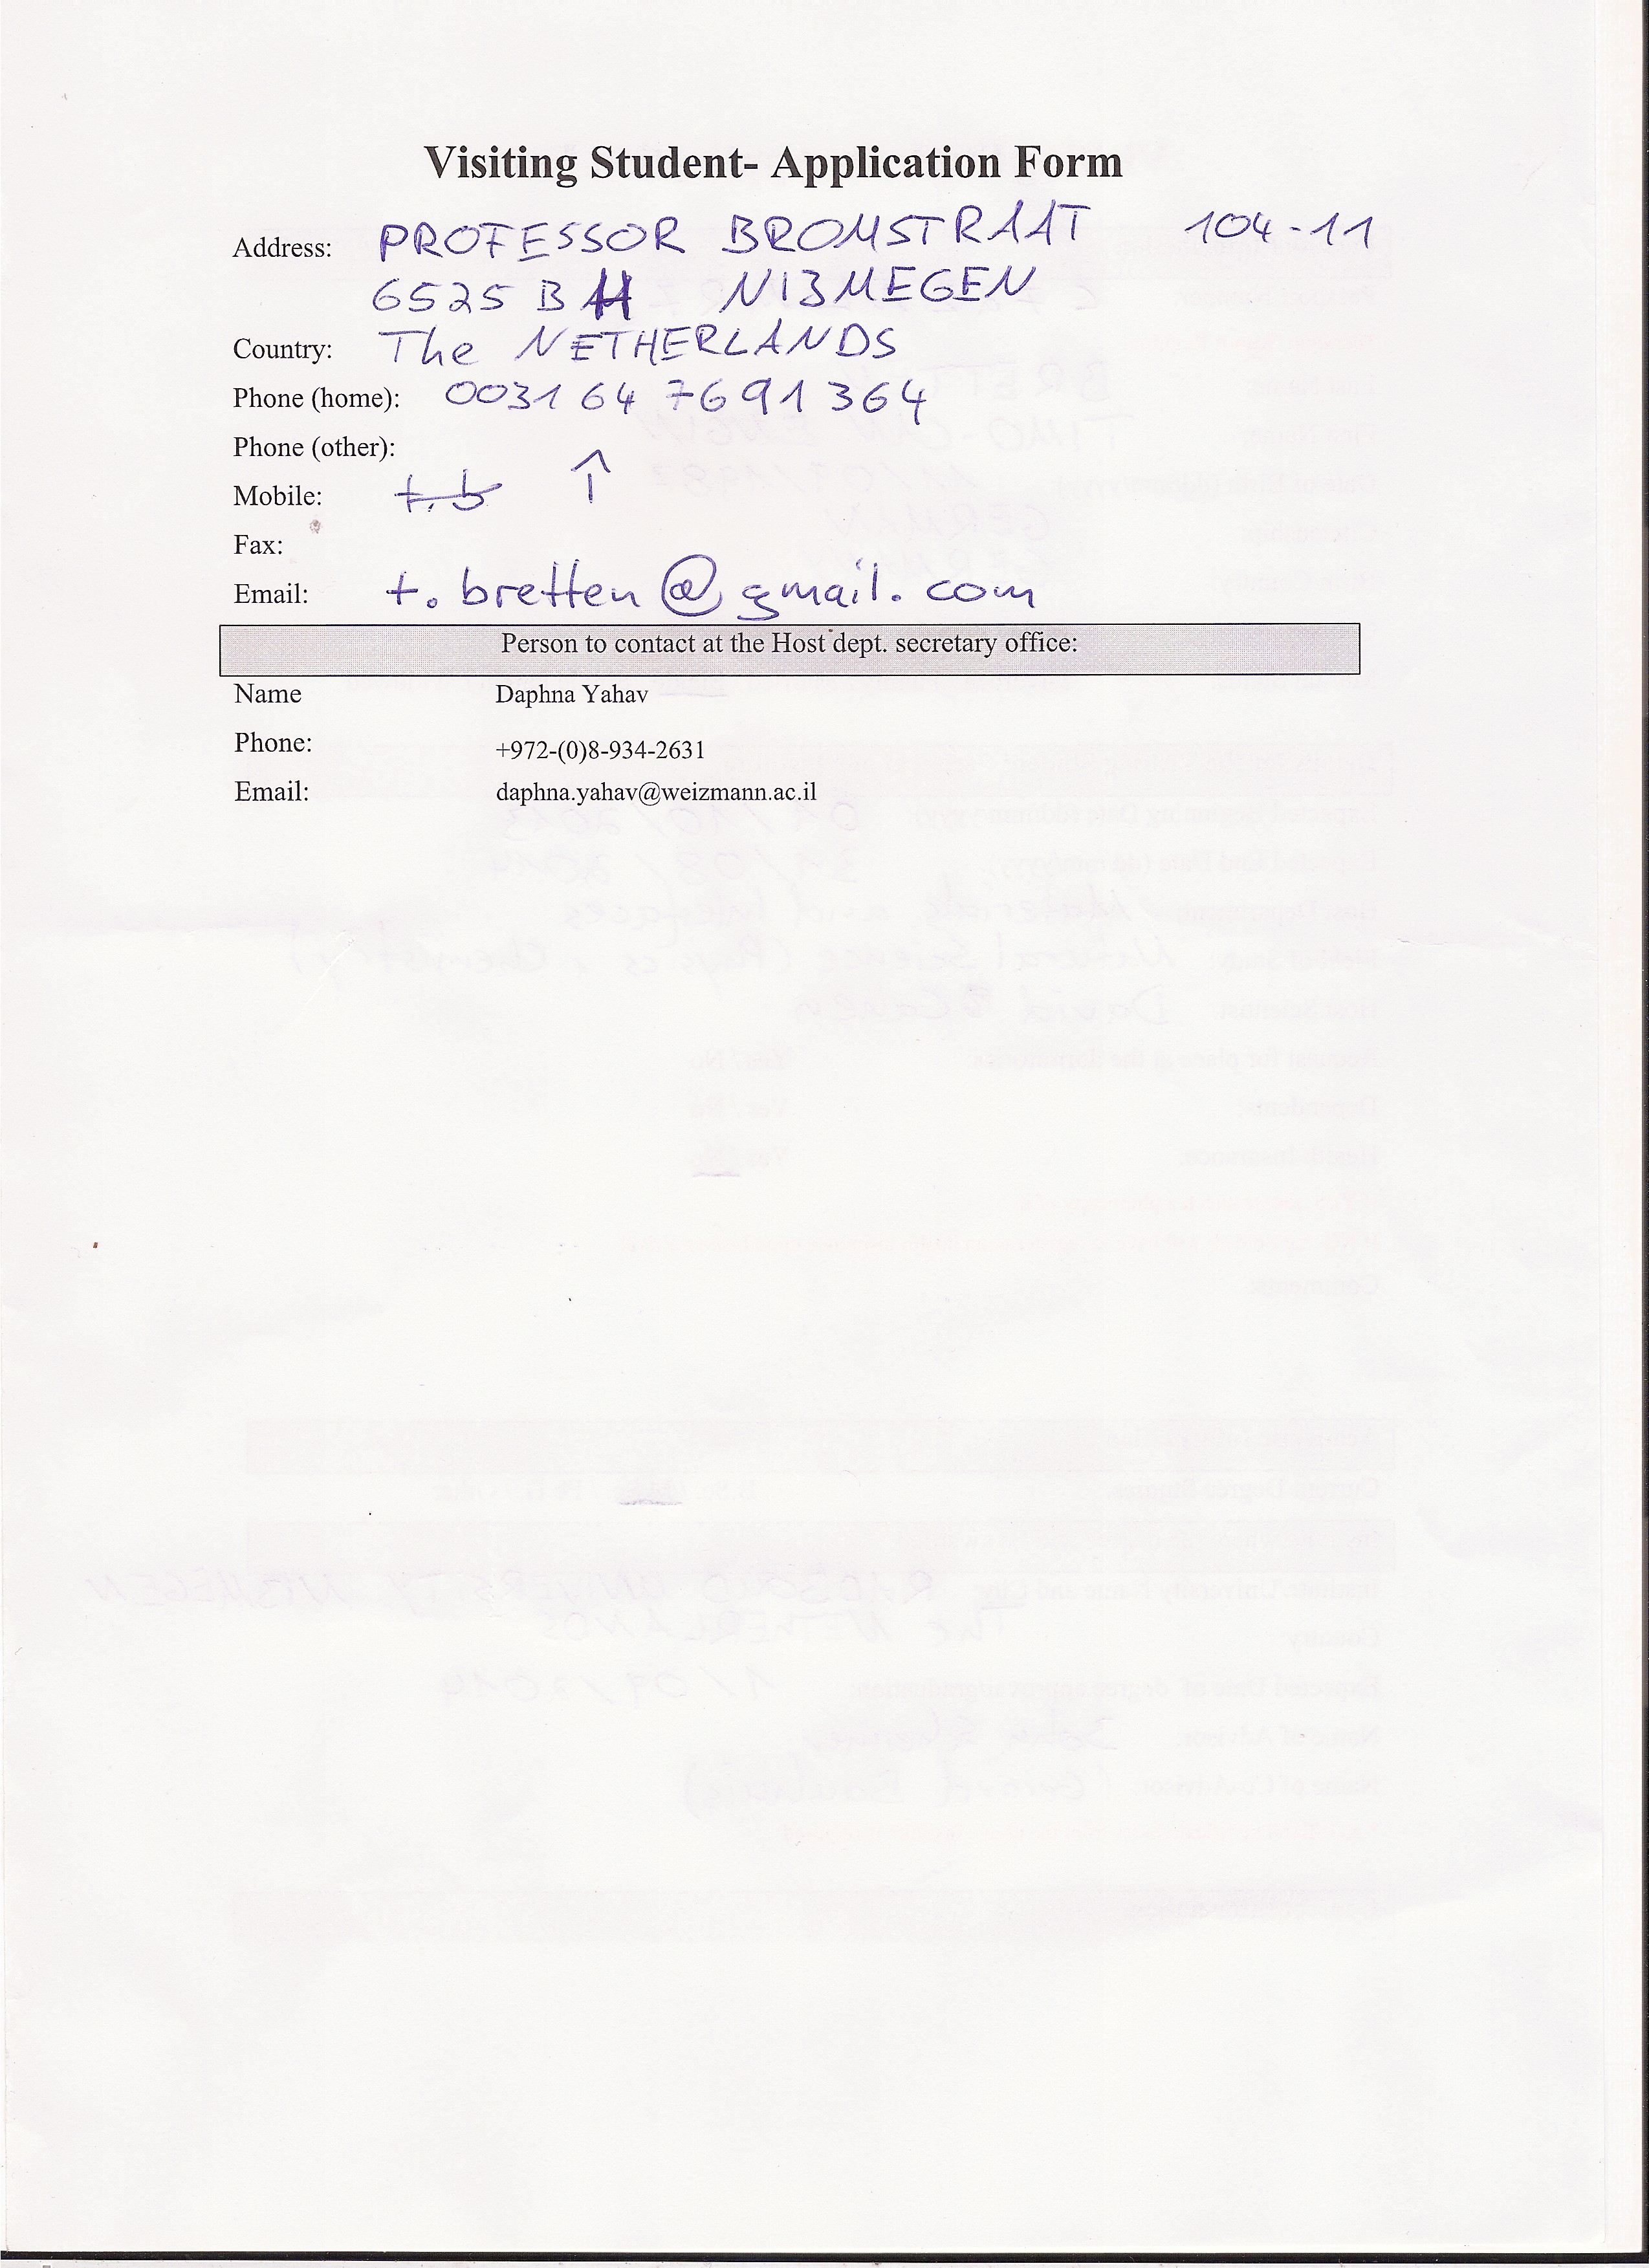 Visiting Student- Application Form
Address: PROFESSOR BROMSTRAAT 104-11
6525 BH NIJMEGEN
Country: The NETHERLANDS
Phone (home): 0031 64 7691364
Phone (other):
Mobile: t.b ↑
Fax:
Email: t.bretten@gmail.com
Person to contact at the Host dept. secretary office:
Name Daphna Yahav
Phone: +972-(0)8-934-2631
Email: daphna.yahav@weizmann.ac.il